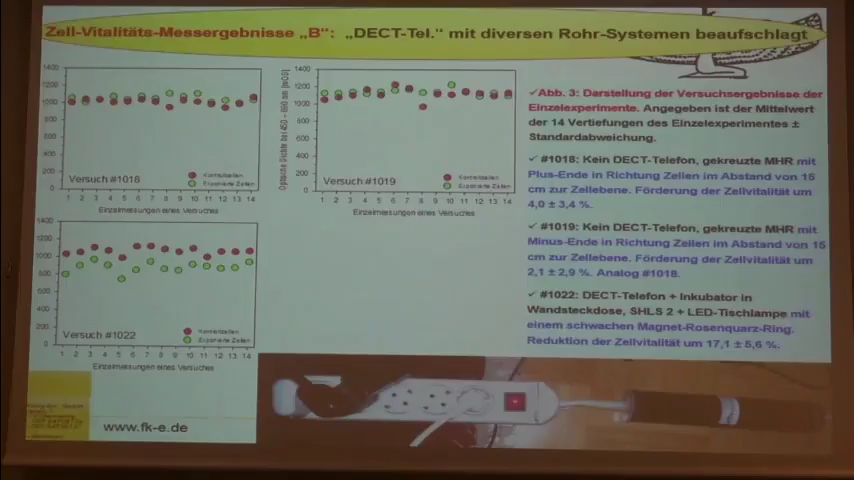 Zell-Vitalitäts-Messergebnisse „B": „DECT-Tel." mit diversen Rohr-Systemen beaufschlagt
1400
1200
1000
800
600
400
200
0
Versuch #1018
Kontrollzellen
Exponierte Zellen
1 2 3 4 5 6 7 8 9 10 11 12 13 14
Einzelmessungen eines Versuches
Optische Dichte bei 450 – 690 nm [mOD]
1400
1200
1000
800
600
400
200
0
Versuch #1019
Kontrollzellen
Exponierte Zellen
1 2 3 4 5 6 7 8 9 10 11 12 13 14
Einzelmessungen eines Versuches
1400
1200
1000
800
600
400
200
0
Versuch #1022
Kontrollzellen
Exponierte Zellen
1 2 3 4 5 6 7 8 9 10 11 12 13 14
Einzelmessungen eines Versuches
✓Abb. 3: Darstellung der Versuchsergebnisse der
Einzelexperimente. Angegeben ist der Mittelwert
der 14 Vertiefungen des Einzelexperimentes ±
Standardabweichung.
✓ #1018: Kein DECT-Telefon, gekreuzte MHR mit
Plus-Ende in Richtung Zellen im Abstand von 15
cm zur Zellebene. Förderung der Zellvitalität um
4,0 ± 3,4 %.
✓ #1019: Kein DECT-Telefon, gekreuzte MHR mit
Minus-Ende in Richtung Zellen im Abstand von 15
cm zur Zellebene. Förderung der Zellvitalität um
2,1 ± 2,9 %. Analog #1018.
✓ #1022: DECT-Telefon + Inkubator in
Wandsteckdose, SHLS 2 + LED-Tischlampe mit
einem schwachen Magnet-Rosenquarz-Ring.
Reduktion der Zellvitalität um 17,1 ± 5,6 %.
www.fk-e.de